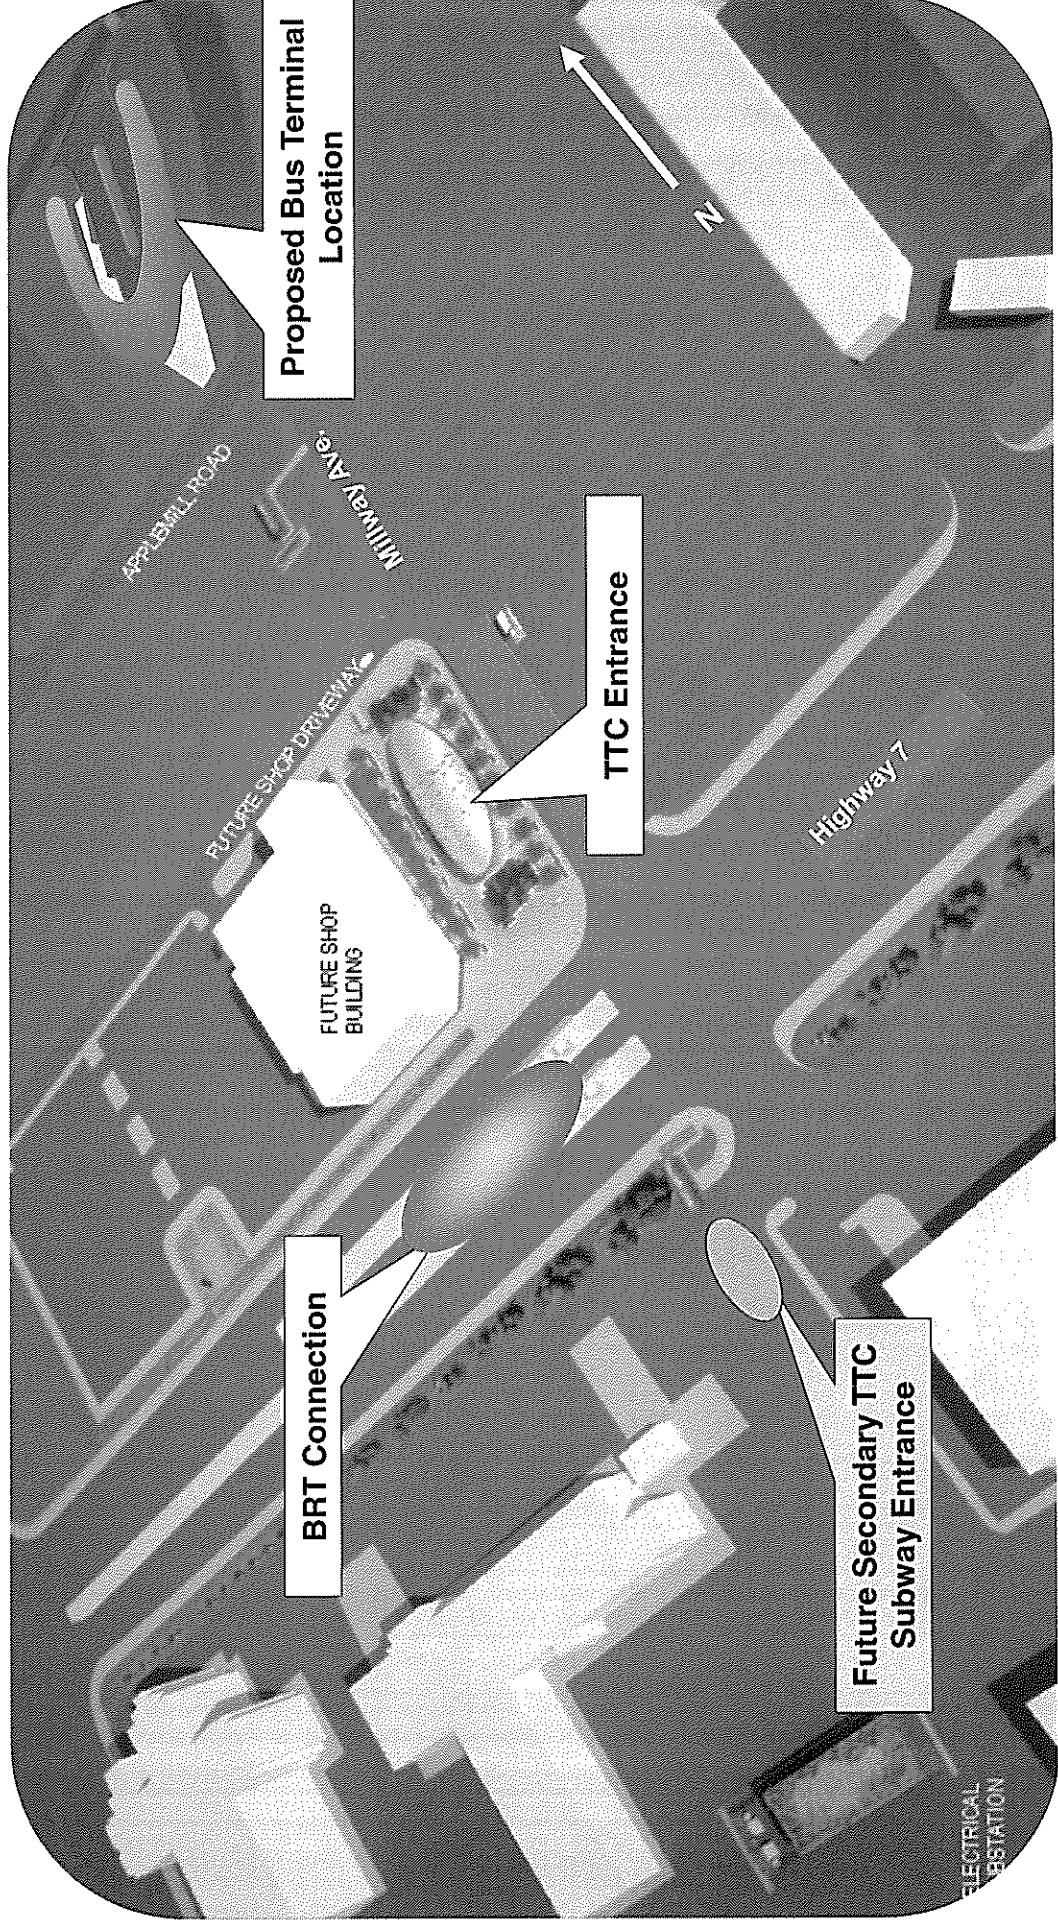 APPLEMILL ROAD
FUTURE SHOP DRIVEWAY
Proposed Bus Terminal
Location
BRT Connection
FUTURE SHOP
BUILDING
Millway Ave.
TTC Entrance
N
Highway 7
Future Secondary TTC
Subway Entrance
ELECTRICAL
BSTATION